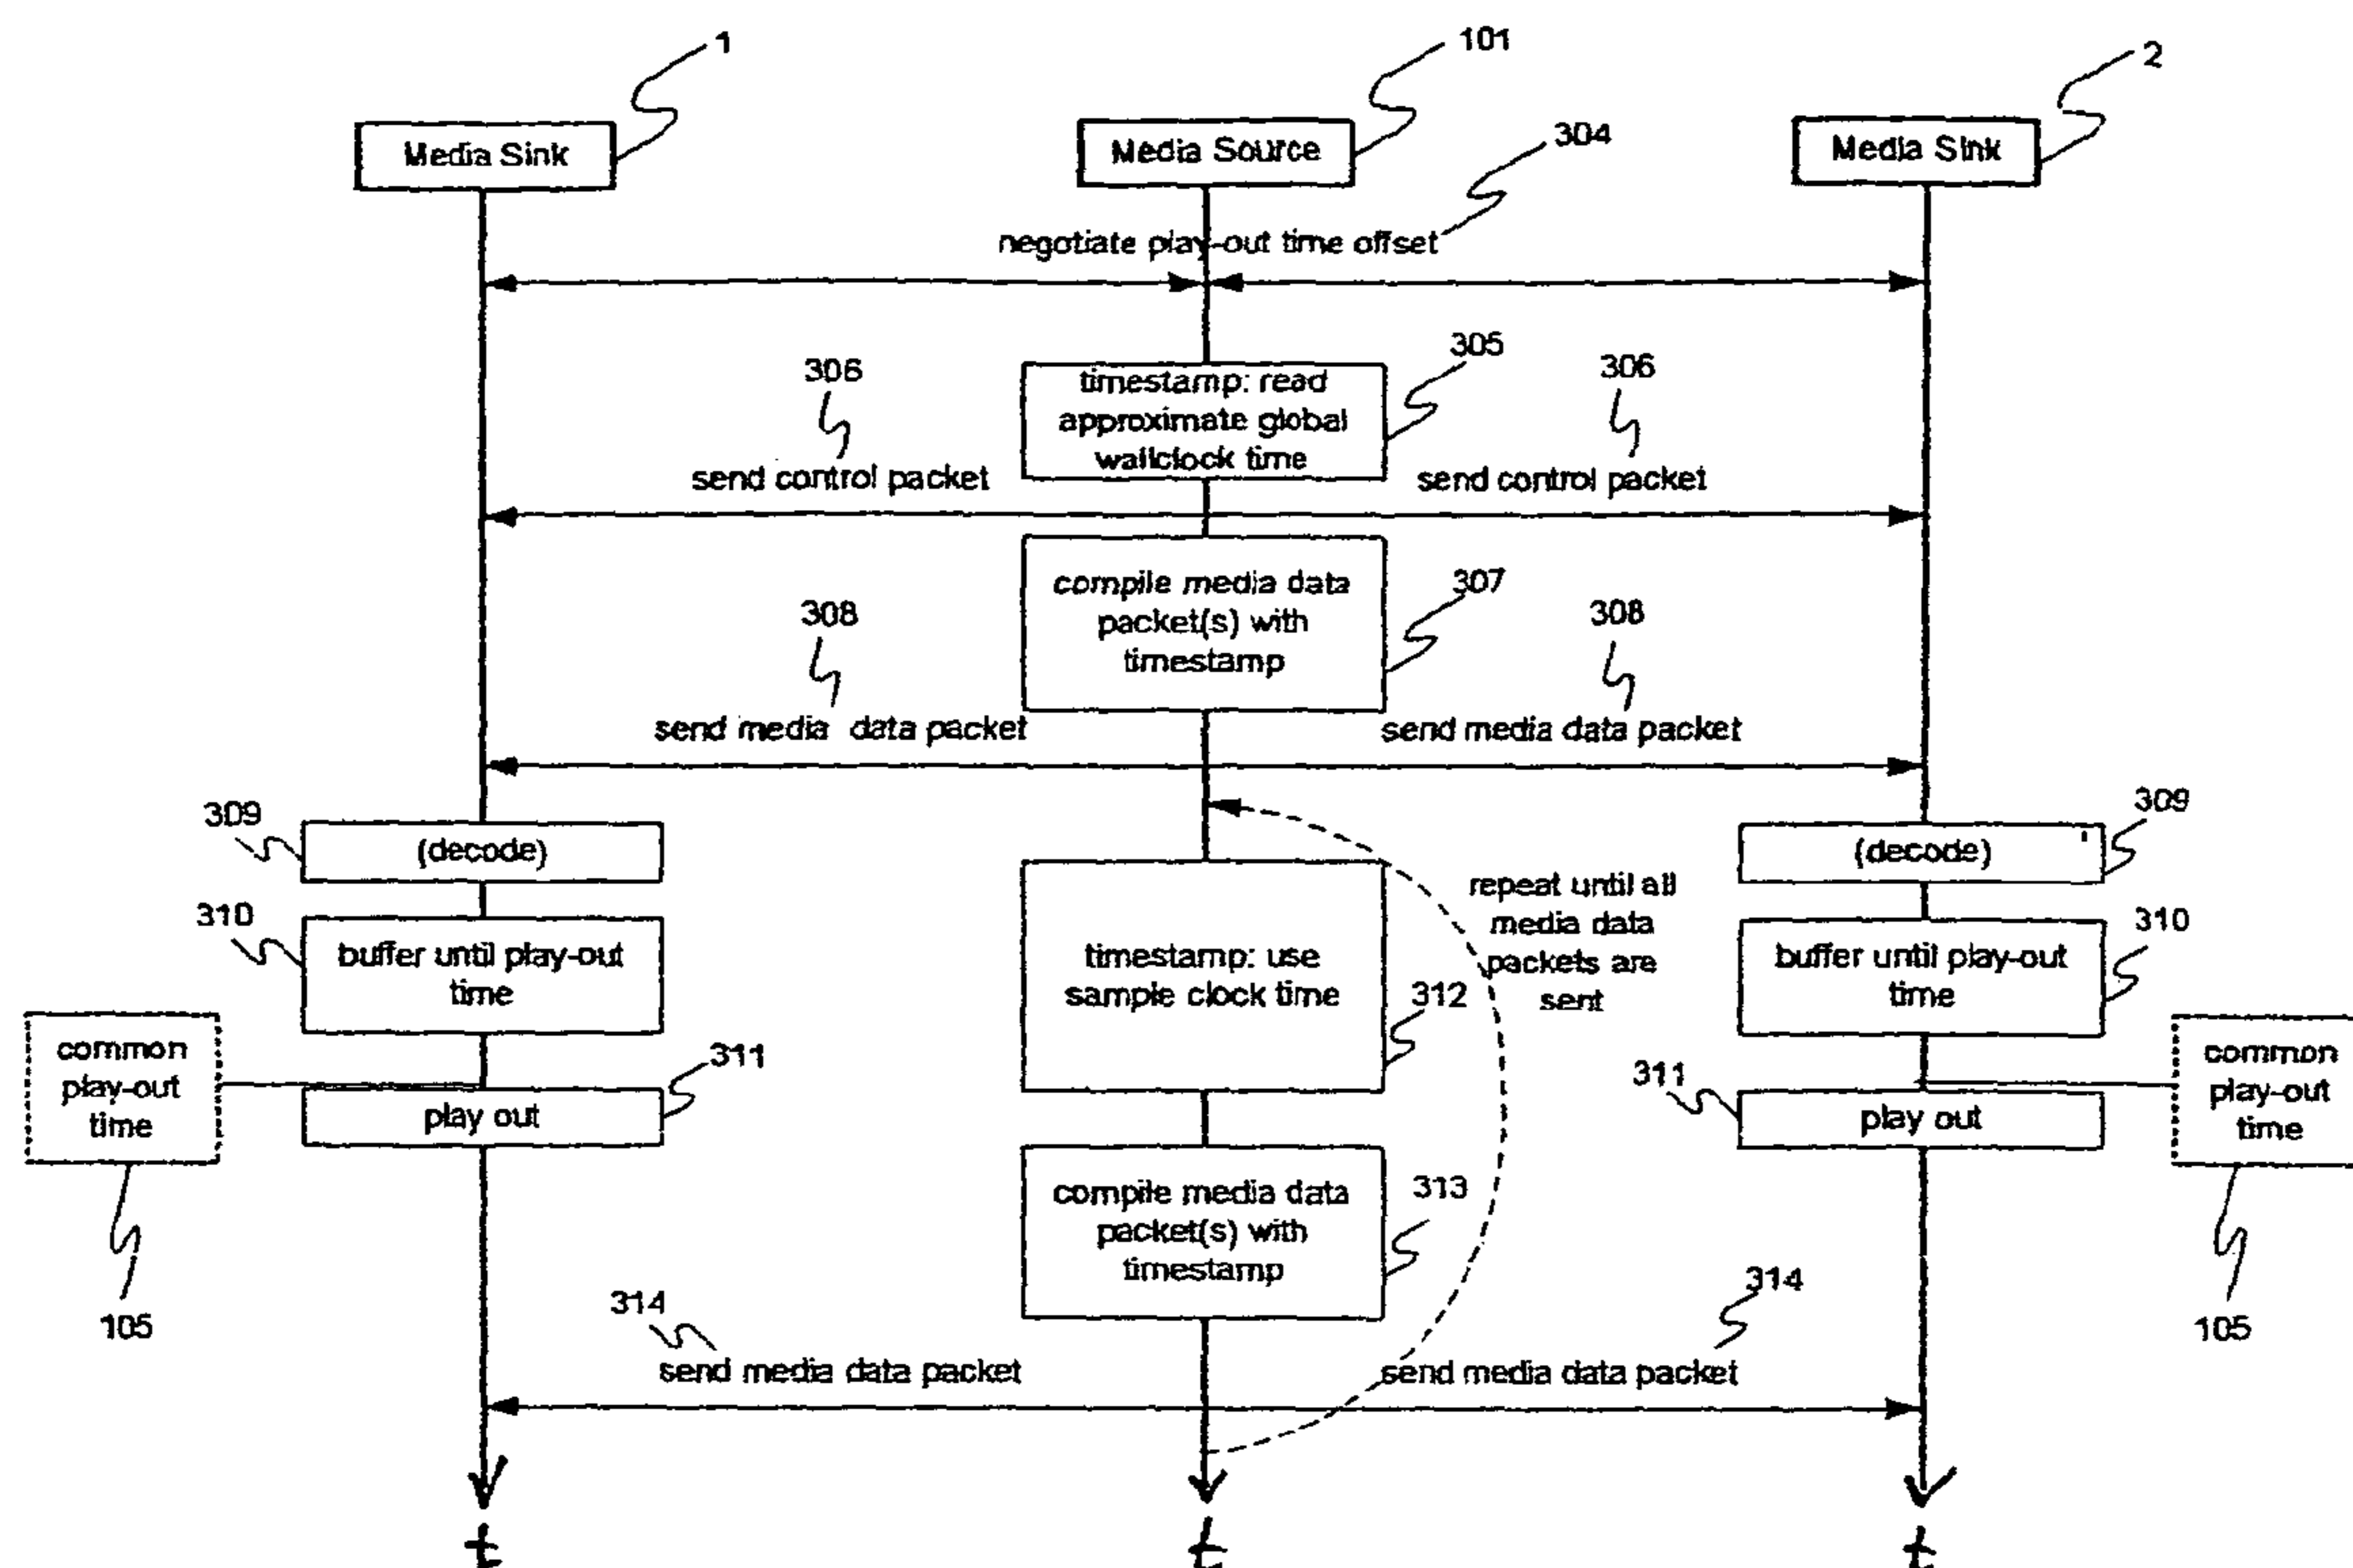 1
101
2
304
Media Sink
Media Source
Media Sink
negotiate play-out time offset
305
306
306
timestamp: read
approximate global
wallclock time
send control packet
send control packet
307
308
308
compile media data
packet(s) with
timestamp
send media data packet
send media data packet
309
309
(decode)
(decode)
repeat until all
media data
packets are
sent
310
310
buffer until play-out
time
timestamp: use
sample clock time
buffer until play-out
time
312
common
play-out
time
311
311
common
play-out
time
play out
play out
compile media data
packet(s) with
timestamp
313
105
105
314
314
send media data packet
send media data packet
t
t
t